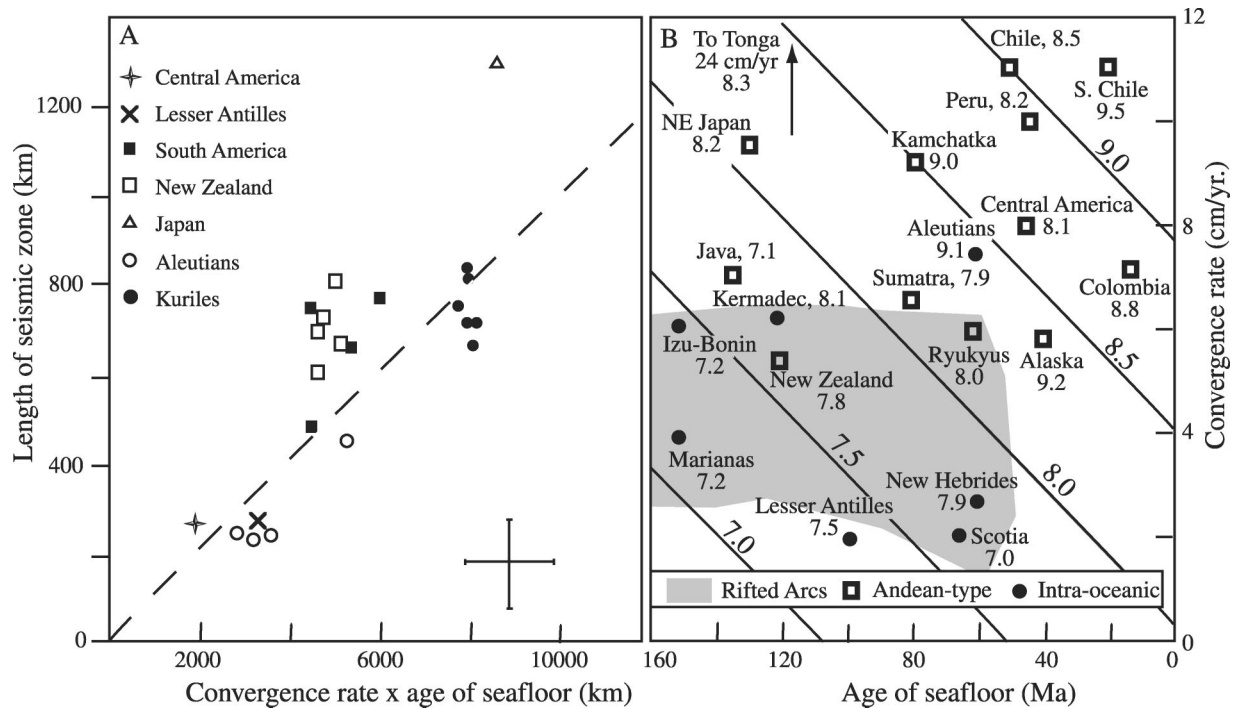 A
Central America
Lesser Antilles
South America
New Zealand
Japan
Aleutians
Kuriles
Length of seismic zone (km)
1200
800
400
0
2000
6000
10000
Convergence rate x age of seafloor (km)
B
To Tonga
24 cm/yr
8.3
Chile, 8.5
S. Chile
9.5
Peru, 8.2
NE Japan
8.2
Kamchatka
9.0
9.0
Central America
8.1
Aleutians
9.1
Java, 7.1
Sumatra, 7.9
Colombia
8.8
Kermadec, 8.1
Izu-Bonin
7.2
Ryukyus
8.0
Alaska
9.2
8.5
New Zealand
7.8
Marianas
7.2
7.5
New Hebrides
7.9
8.0
Lesser Antilles
7.5
Scotia
7.0
7.0
Rifted Arcs
Andean-type
Intra-oceanic
160
120
80
40
0
Age of seafloor (Ma)
12
8
4
0
Convergence rate (cm/yr.)